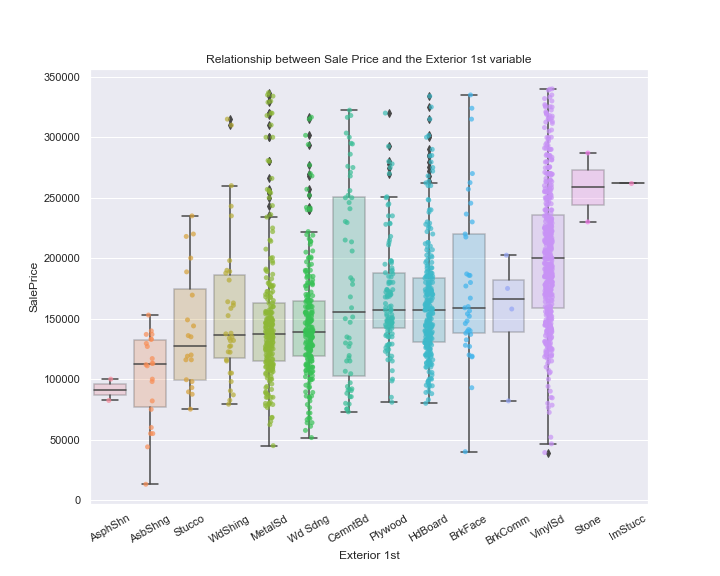 Relationship between Sale Price and the Exterior 1st variable
350000
300000
250000
200000
150000
100000
50000
0
SalePrice
AsphShn
AsbShng
Stucco
WdShing
MetalSd
Wd Sdng
CemntBd
Plywood
HdBoard
BrkFace
BrkComm
VinylSd
Stone
ImStucc
Exterior 1st